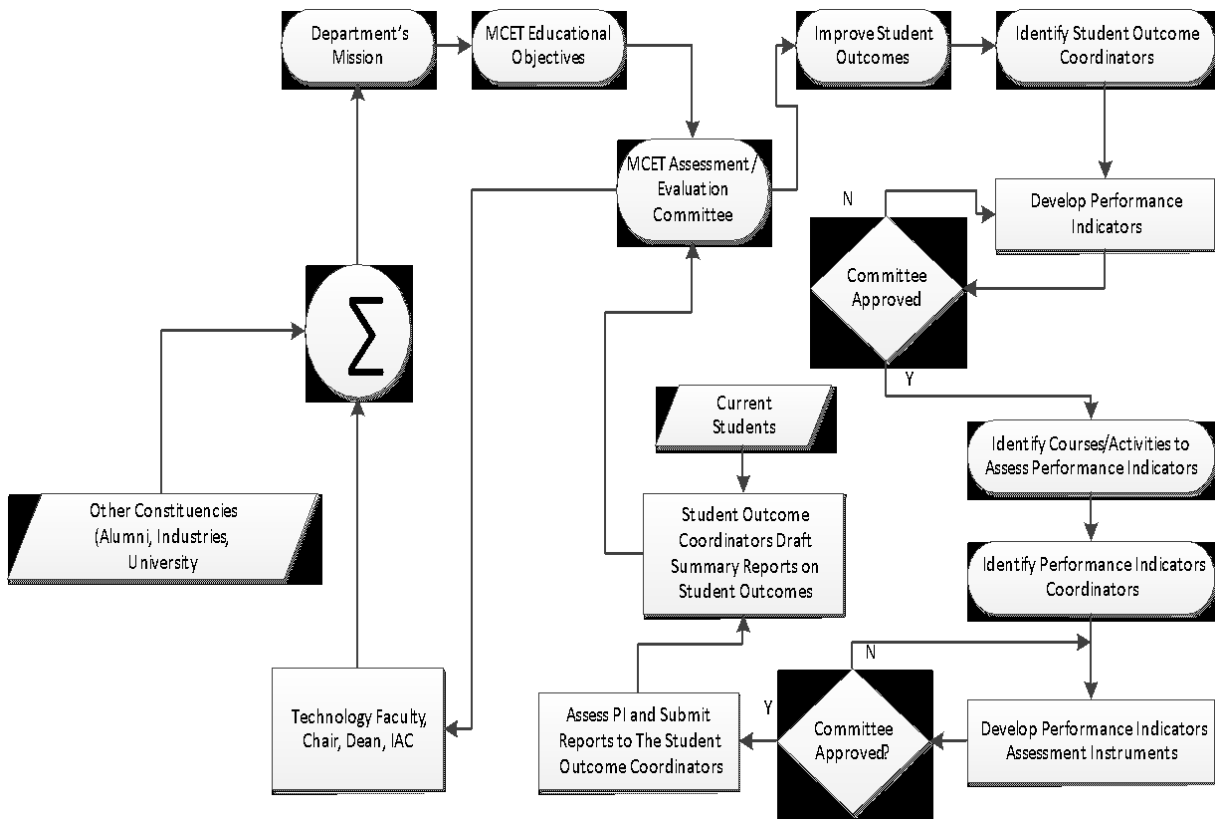 Department's
Mission
MCET Educational
Objectives
Improve Student
Outcomes
Identify Student Outcome
Coordinators
MCET Assessment/
Evaluation
Committee
N
Develop Performance
Indicators
Committee
Approved
Y
∑
Current
Students
Identify Courses/Activities to
Assess Performance Indicators
Other Constituencies
(Alumni, Industries,
University
Student Outcome
Coordinators Draft
Summary Reports on
Student Outcomes
Identify Performance Indicators
Coordinators
N
Technology Faculty,
Chair, Dean, IAC
Assess PI and Submit
Reports to The Student
Outcome Coordinators
Y
Committee
Approved?
Develop Performance Indicators
Assessment Instruments